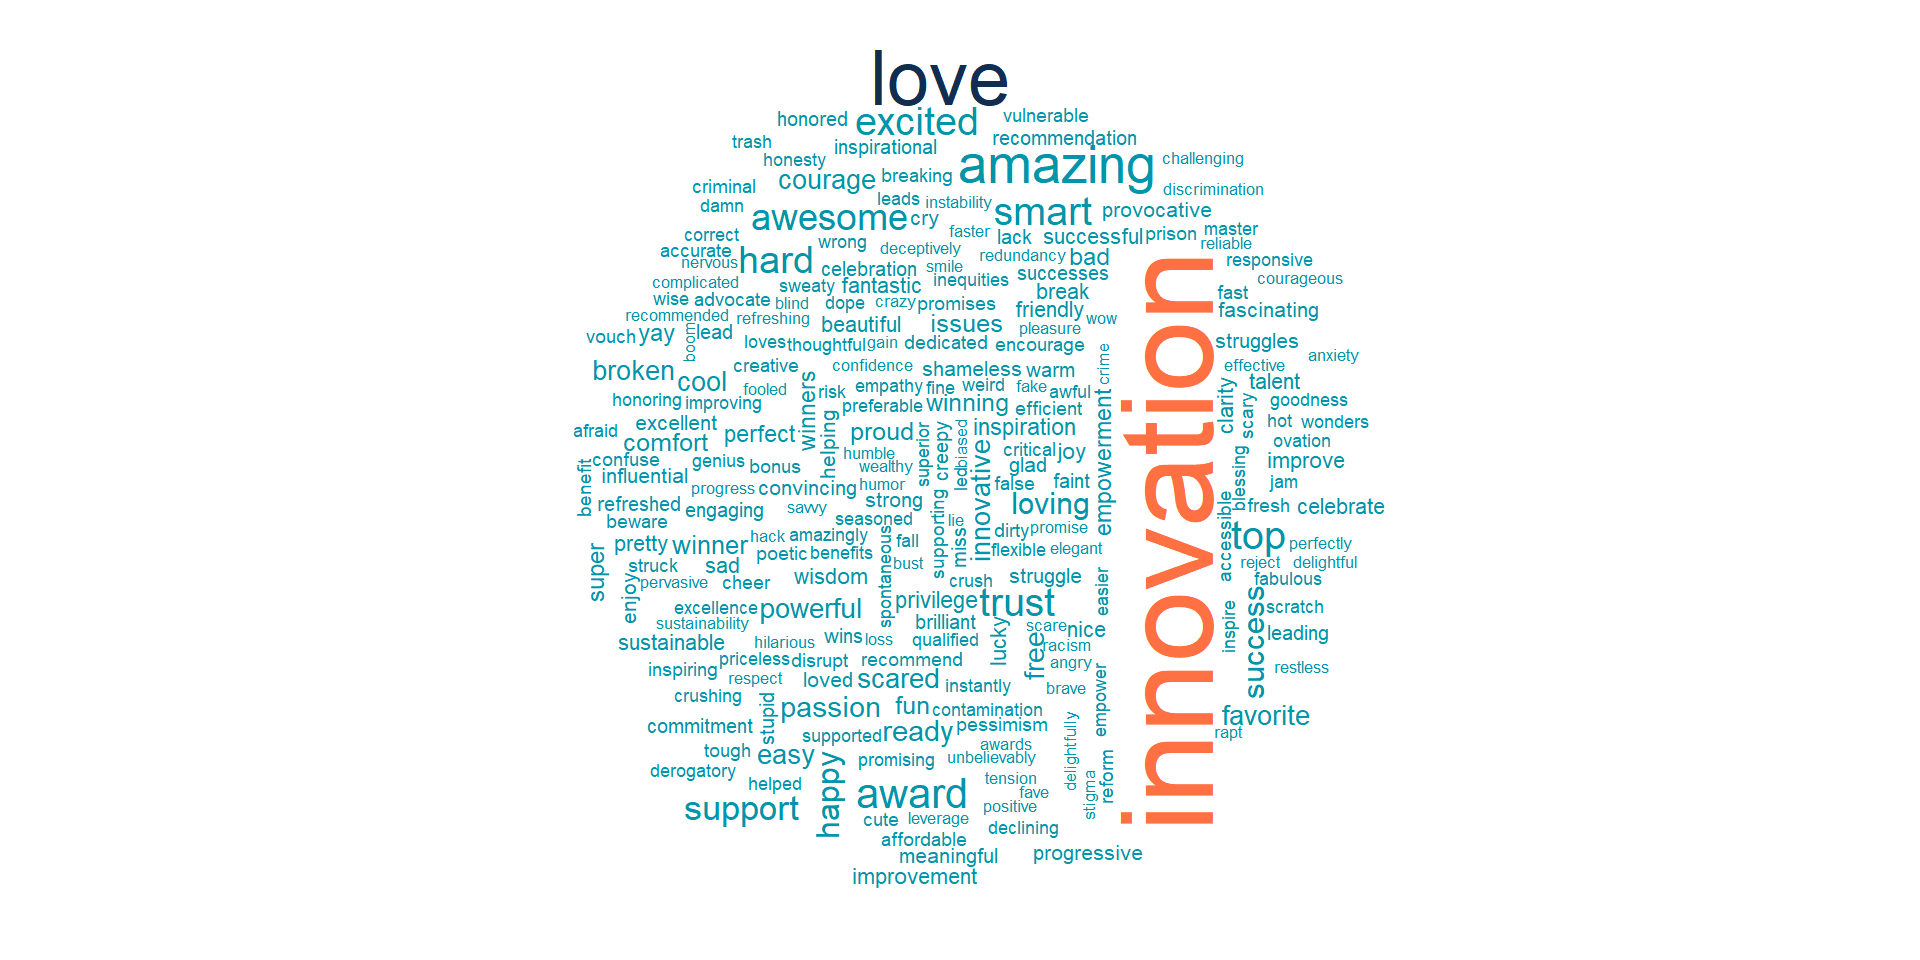 love
honored
excited
vulnerable
trash
inspirational
recommendation
honesty
amazing
challenging
criminal
courage
breaking
discrimination
damn
leads
instability
awesome
cry
smart
provocative
correct
wrong
faster
lack
successful
prison
master
accurate
deceptively
reliable
nervous
hard
celebration
smile
redundancy
bad
responsive
complicated
sweaty
fantastic
inequities
successes
courageous
wise
advocate
blind
dope
crazy
promises
break
fast
recommended
refreshing
beautiful
issues
friendly
wow
fascinating
vouch
yay
boom
lead
loves
thoughtful
gain
dedicated
pleasure
encourage
struggles
broken
cool
creative
confidence
shameless
warm
crime
effective
anxiety
honoring
improving
fooled
winners
risk
empathy
fine
weird
fake
awful
talent
goodness
excellent
preferable
winning
efficient
clarity
scary
hot
wonders
afraid
comfort
perfect
helping
proud
superior
creepy
ledbiased
inspiration
empowerment
innovation
ovation
confuse
genius
bonus
humble
wealthy
innovative
critical
joy
improve
benefit
influential
progress
convincing
humor
glad
false
faint
blessing
jam
refreshed
engaging
savvy
strong
loving
accessible
fresh
celebrate
beware
seasoned
supporting
lie
miss
dirty
promise
pretty
winner
hack
amazingly
fall
flexible
elegant
top
perfectly
super
struck
sad
poetic
benefits
spontaneous
bust
reject
delightful
enjoy
pervasive
cheer
wisdom
crush
struggle
easier
fabulous
excellence
powerful
privilege
trust
success
scratch
sustainability
brilliant
scare
nice
inspire
leading
sustainable
hilarious
wins
loss
qualified
lucky
free
racism
inspiring
priceless
disrupt
recommend
angry
restless
respect
loved
scared
instantly
brave
empower
crushing
stupid
passion
fun
contamination
favorite
commitment
supported
ready
pessimism
delightfully
rapt
tough
easy
happy
promising
awards
unbelievably
derogatory
helped
tension
stigma
reform
support
award
fave
positive
cute
leverage
declining
affordable
meaningful
progressive
improvement